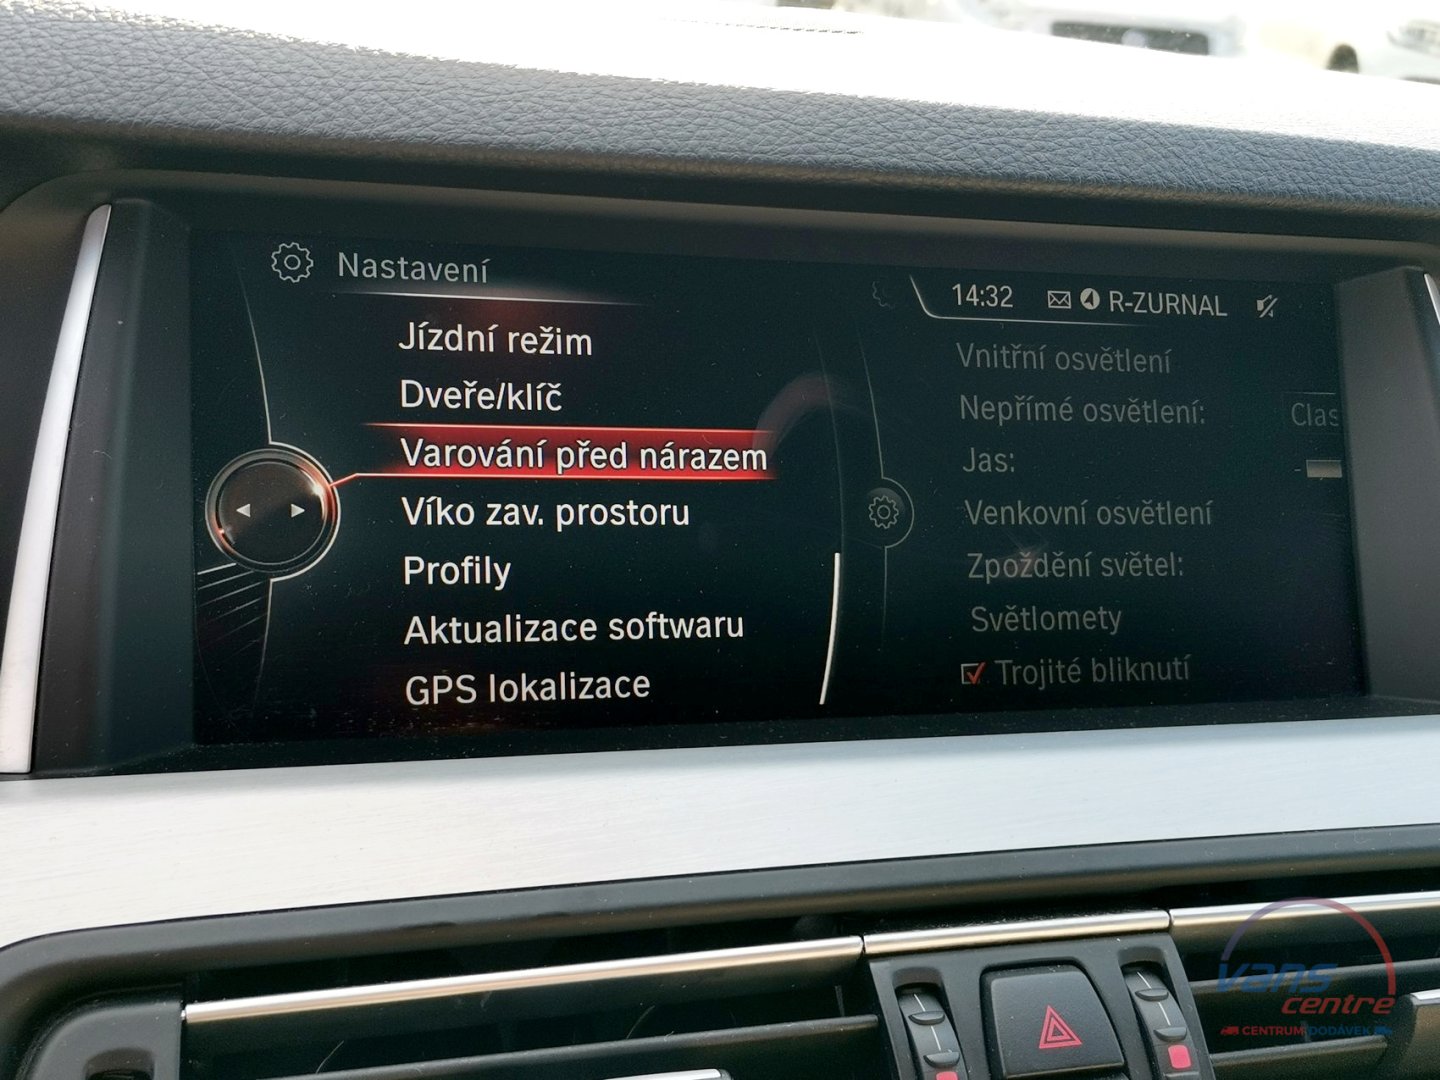 Nastavení
Jízdní režim
Dveře/klíč
Varování před nárazem
Víko zav. prostoru
Profily
Aktualizace softwaru
GPS lokalizace
14:32 R-ZURNAL
Vnitřní osvětlení
Nepřímé osvětlení: Clas
Jas:
Venkovní osvětlení
Zpoždění světel:
Světlomety
Trojité bliknutí
vans
centre
CENTRUM DODÁVEK